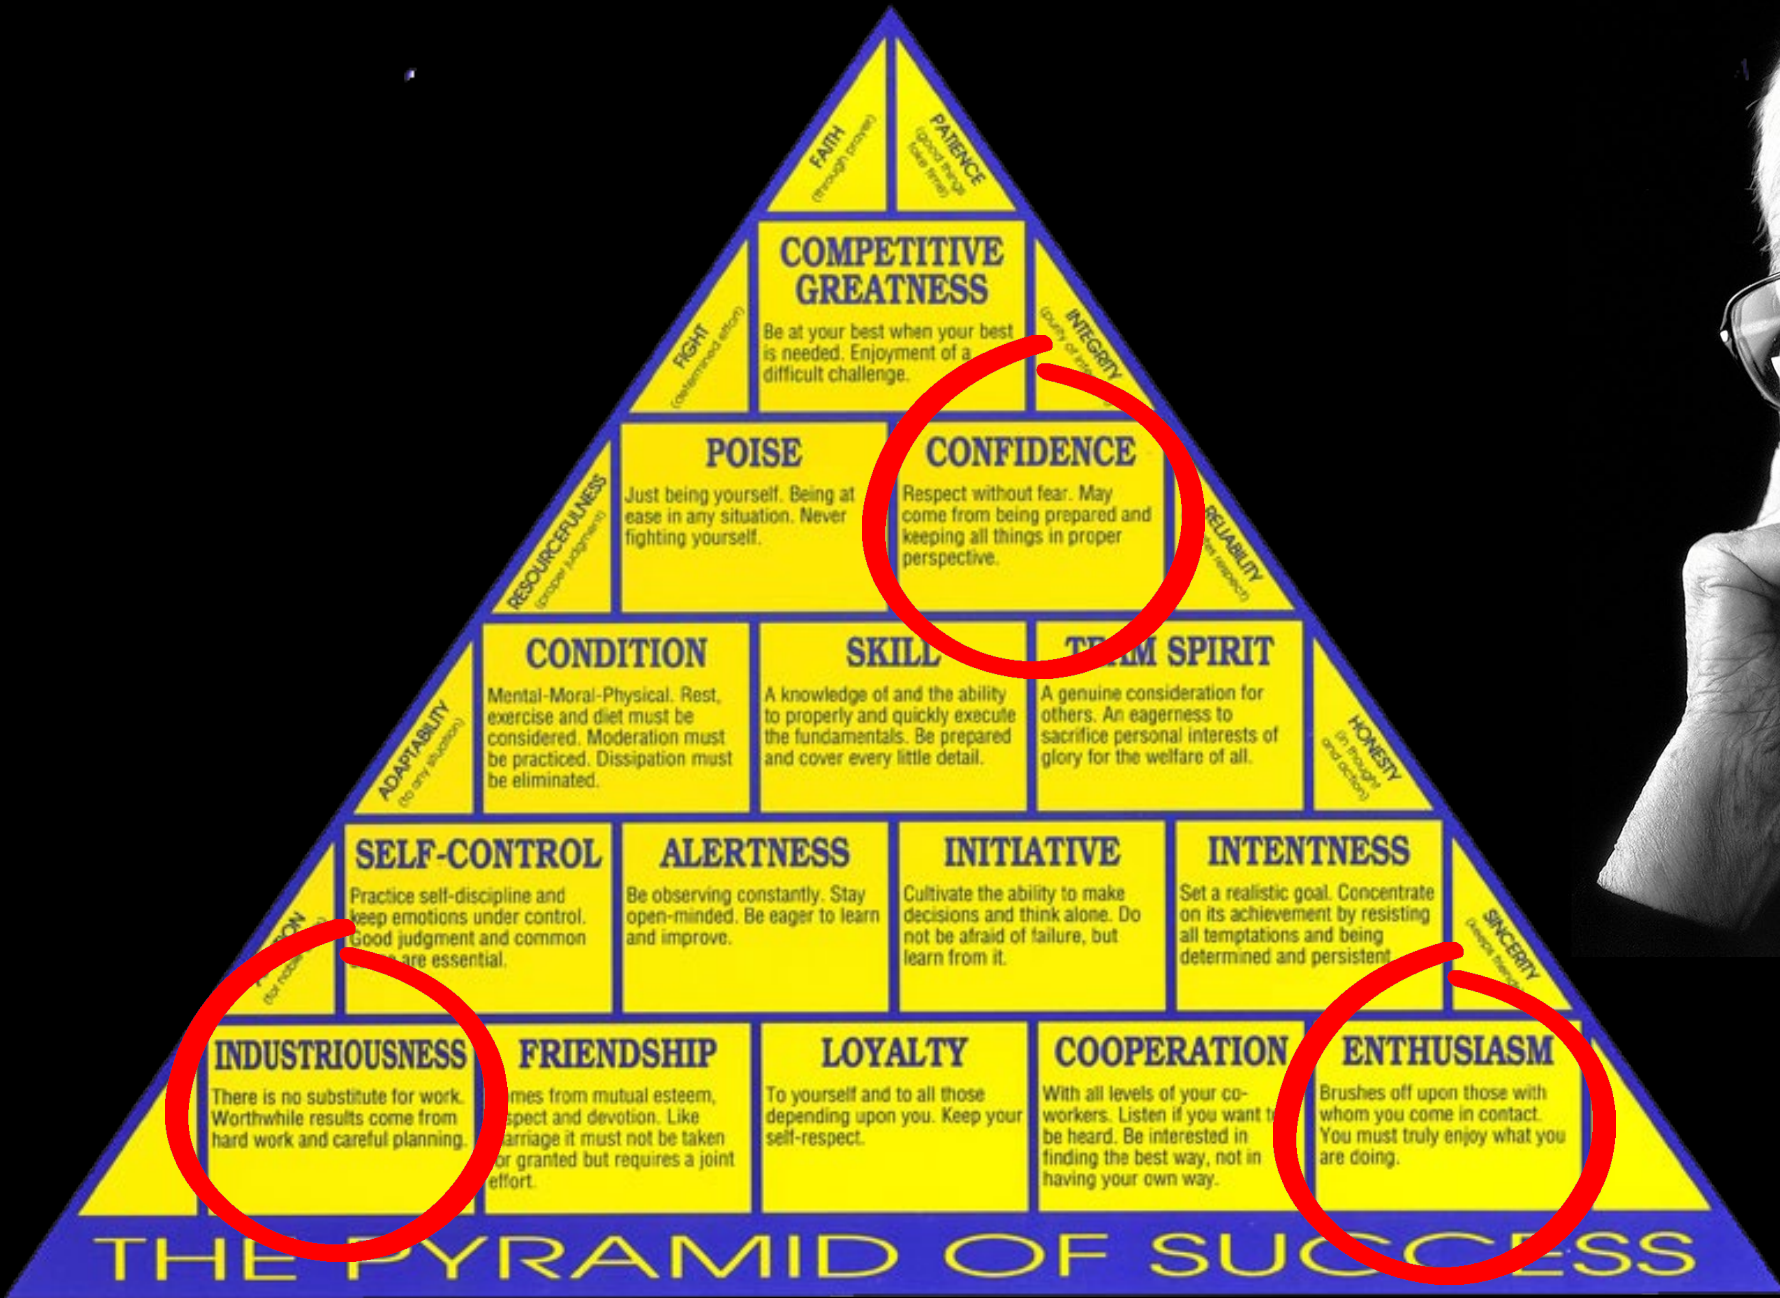 FAITH
(through prayer)
PATIENCE
(good things
take time)
COMPETITIVE
GREATNESS
Be at your best when your best
is needed. Enjoyment of a
difficult challenge.
FIGHT
(determined effort)
INTEGRITY
(purity of
POISE
Just being yourself. Being at
ease in any situation. Never
fighting yourself.
CONFIDENCE
Respect without fear. May
come from being prepared and
keeping all things in proper
perspective.
RESOURCEFULNESS
(proper judgment)
RELIABILITY
respect)
CONDITION
Mental-Moral-Physical. Rest,
exercise and diet must be
considered. Moderation must
be practiced. Dissipation must
be eliminated.
SKILL
A knowledge of and the ability
to properly and quickly execute
the fundamentals. Be prepared
and cover every little detail.
TEAM SPIRIT
A genuine consideration for
others. An eagerness to
sacrifice personal interests of
glory for the welfare of all.
ADAPTABILITY
(to any situation)
HONESTY
(in thought
and action)
SELF-CONTROL
Practice self-discipline and
keep emotions under control.
Good judgment and common
are essential.
ALERTNESS
Be observing constantly. Stay
open-minded. Be eager to learn
and improve.
INITIATIVE
Cultivate the ability to make
decisions and think alone. Do
not be afraid of failure, but
learn from it.
INTENTNESS
Set a realistic goal. Concentrate
on its achievement by resisting
all temptations and being
determined and persistent
(for
SINCERITY
(keeps
INDUSTRIOUSNESS
There is no substitute for work.
Worthwhile results come from
hard work and careful planning.
FRIENDSHIP
from mutual esteem,
and devotion. Like
it must not be taken
granted but requires a joint
effort.
LOYALTY
To yourself and to all those
depending upon you. Keep your
self-respect.
COOPERATION
With all levels of your co-
workers. Listen if you want
be heard. Be interested in
finding the best way, not in
having your own way.
ENTHUSIASM
Brushes off upon those with
whom you come in contact.
You must truly enjoy what you
are doing.
THE PYRAMID OF SUCCESS